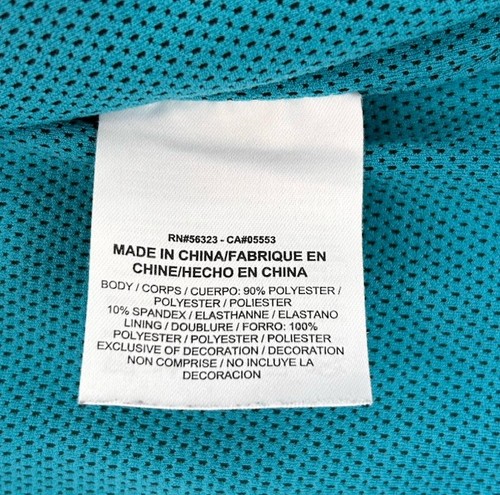 RN#56323 - CA#05553
MADE IN CHINA/FABRIQUE EN
CHINE/HECHO EN CHINA
BODY / CORPS / CUERPO: 90% POLYESTER /
POLYESTER / POLIESTER
10% SPANDEX / ELASTHANNE / ELASTANO
LINING / DOUBLURE / FORRO: 100%
POLYESTER / POLYESTER / POLIESTER
EXCLUSIVE OF DECORATION / DECORATION
NON COMPRISE / NO INCLUYE LA
DECORACION